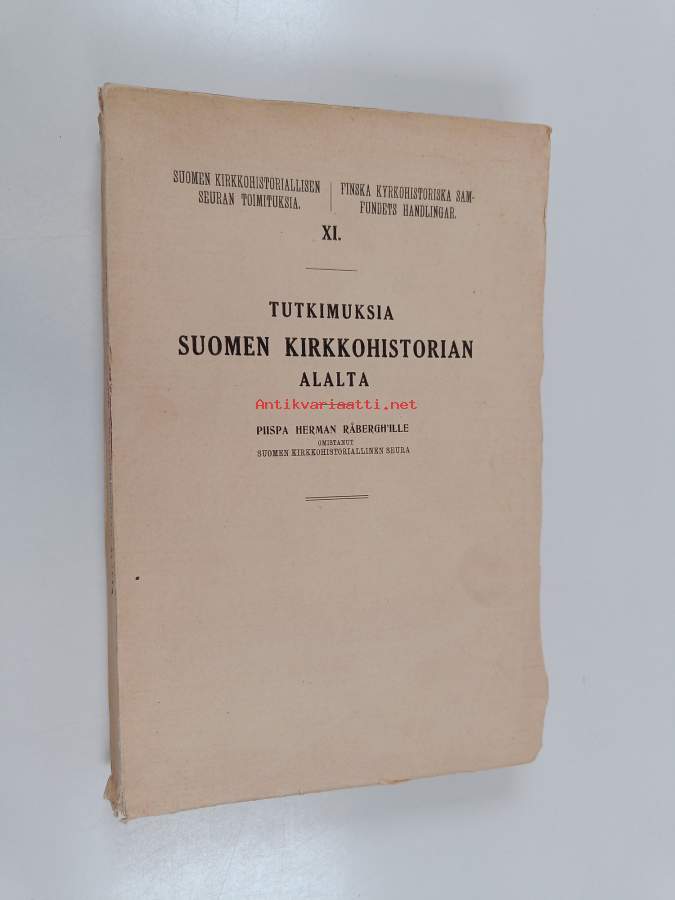 SUOMEN KIRKKOHISTORIALLISEN
SEURAN TOIMITUKSIA.
FINSKA KYRKOHISTORISKA SAM-
FUNDETS HANDLINGAR.
XI.
TUTKIMUKSIA
SUOMEN KIRKKOHISTORIAN
ALALTA
Antikvariaatti.net
PIISPA HERMAN RÅBERGH'ILLE
OMISTANUT
SUOMEN KIRKKOHISTORIALLINEN SEURA